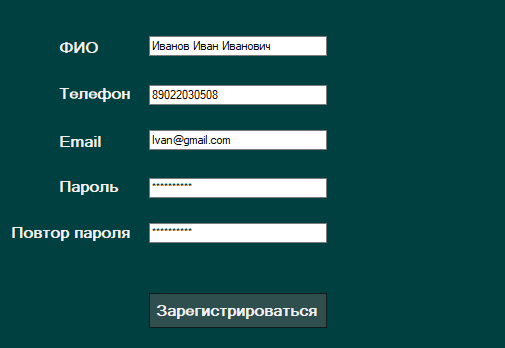 ФИО Иванов Иван Иванович
Телефон 89022030508
Email Ivan@gmail.com
Пароль **********
Повтор пароля **********
Зарегистрироваться